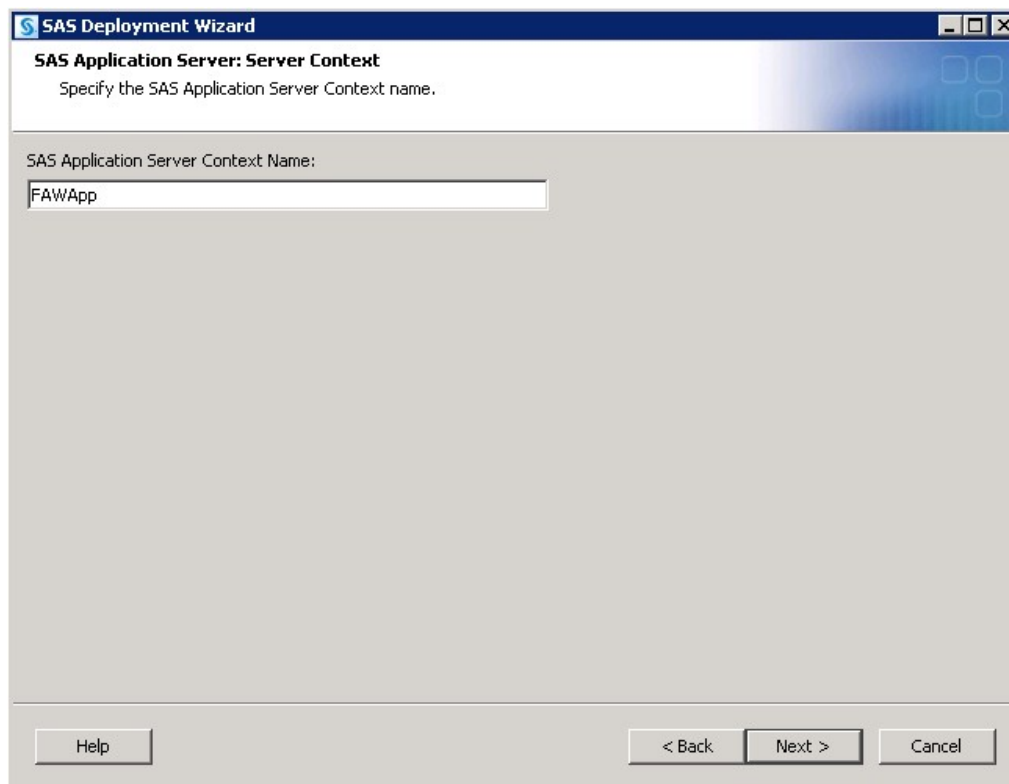 SAS Deployment Wizard
SAS Application Server: Server Context
Specify the SAS Application Server Context name.
SAS Application Server Context Name:
FAWApp
Help
< Back
Next >
Cancel